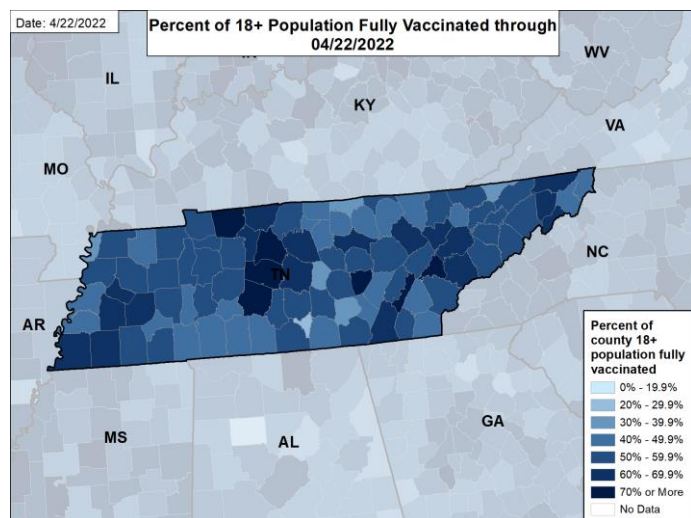 Date: 4/22/2022
Percent of 18+ Population Fully Vaccinated through
04/22/2022
WV
IL
KY
VA
MO
NC
TN
AR
MS
AL
GA
Percent of
county 18+
population fully
vaccinated
0% - 19.9%
20% - 29.9%
30% - 39.9%
40% - 49.9%
50% - 59.9%
60% - 69.9%
70% or More
No Data